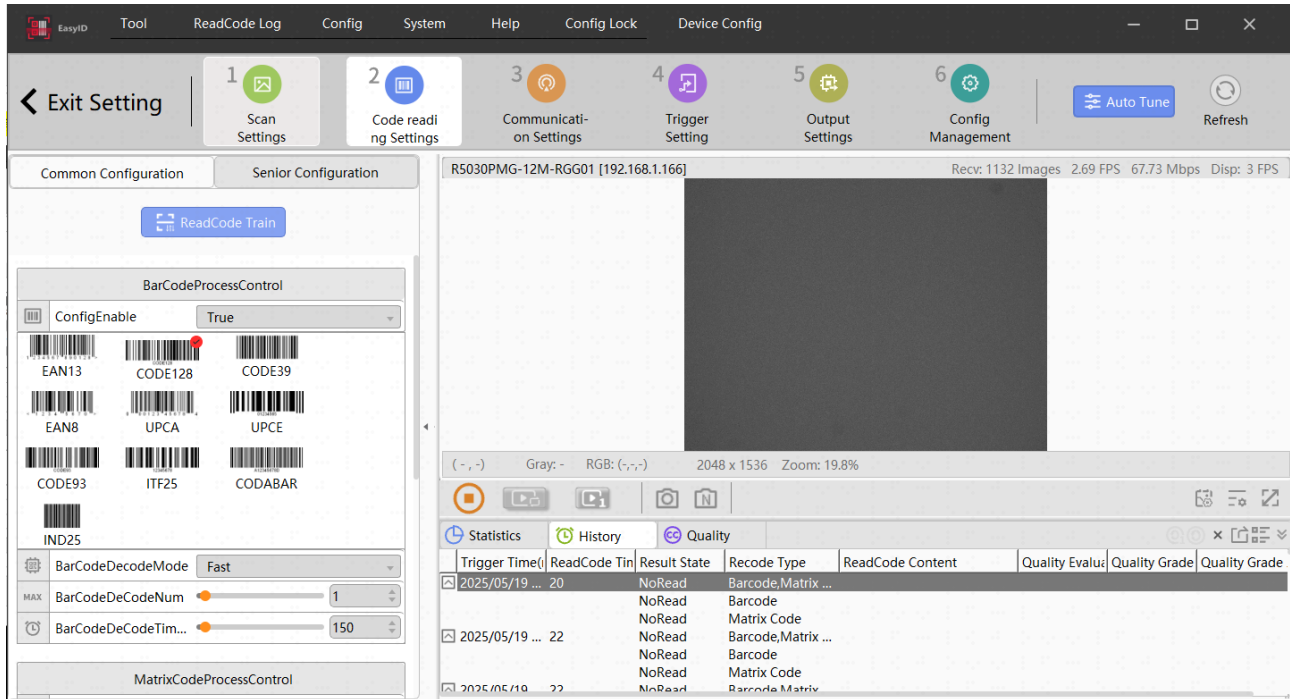 EasyID Tool ReadCode Log Config System Help Config Lock Device Config
Exit Setting
1
Scan
Settings
2
Code readi
ng Settings
3
Communicati-
on Settings
4
Trigger
Setting
5
Output
Settings
6
Config
Management
Auto Tune
Refresh
Common Configuration Senior Configuration
ReadCode Train
BarCodeProcessControl
ConfigEnable True
EAN13 CODE128 CODE39
EAN8 UPCA UPCE
CODE93 ITF25 CODABAR
IND25
BarCodeDecodeMode Fast
MAX BarCodeDeCodeNum 1
BarCodeDeCodeTim... 150
MatrixCodeProcessControl
R5030PMG-12M-RGG01 [192.168.1.166] Recv: 1132 Images 2.69 FPS 67.73 Mbps Disp: 3 FPS
( - , -) Gray: - RGB: (-,-,-) 2048 x 1536 Zoom: 19.8%
Statistics History Quality
Trigger Time( ReadCode Tin Result State Recode Type ReadCode Content Quality Evalua Quality Grade Quality Grade
2025/05/19 ... 20 NoRead Barcode,Matrix ...
NoRead Barcode
NoRead Matrix Code
2025/05/19 ... 22 NoRead Barcode,Matrix ...
NoRead Barcode
NoRead Matrix Code
2025/05/19 22 NoRead Barcode Matrix